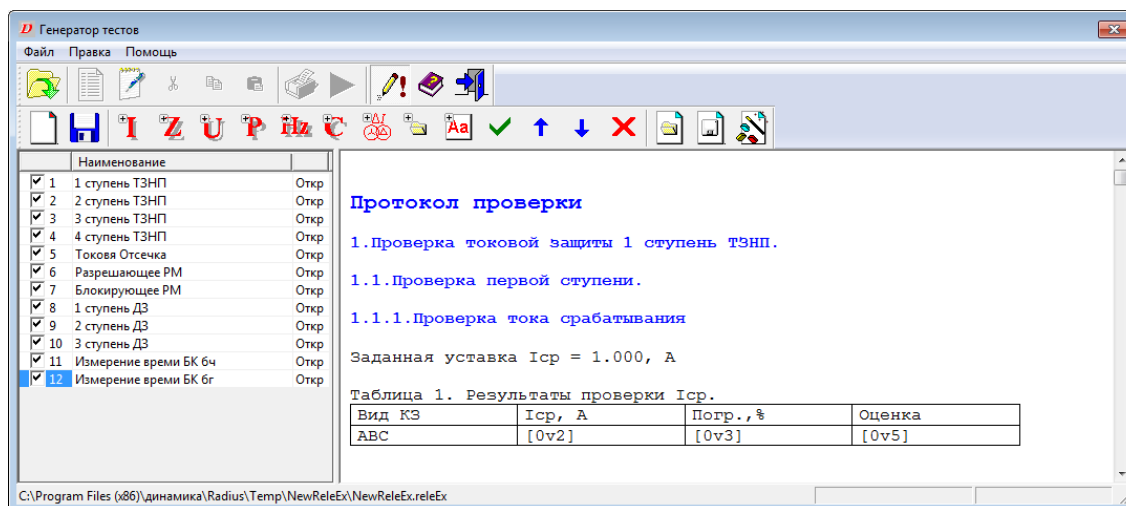 D Генератор тестов
Файл Правка Помощь
I Z U P Hz C ΔI Aa
Наименование
1 1 ступень ТЗНП Откр
2 2 ступень ТЗНП Откр
3 3 ступень ТЗНП Откр
4 4 ступень ТЗНП Откр
5 Токовя Отсечка Откр
6 Разрешающее РМ Откр
7 Блокирующее РМ Откр
8 1 ступень ДЗ Откр
9 2 ступень ДЗ Откр
10 3 ступень ДЗ Откр
11 Измерение времи БК бч Откр
12 Измерение времи БК бг Откр
Протокол проверки
1.Проверка токовой защиты 1 ступень ТЗНП.
1.1.Проверка первой ступени.
1.1.1.Проверка тока срабатывания
Заданная уставка Iср = 1.000, А
Таблица 1. Результаты проверки Iср.
Вид КЗ Iср, А Погр.,% Оценка
ABC [0v2] [0v3] [0v5]
C:\Program Files (x86)\динамика\Radius\Temp\NewReleEx\NewReleEx.releEx